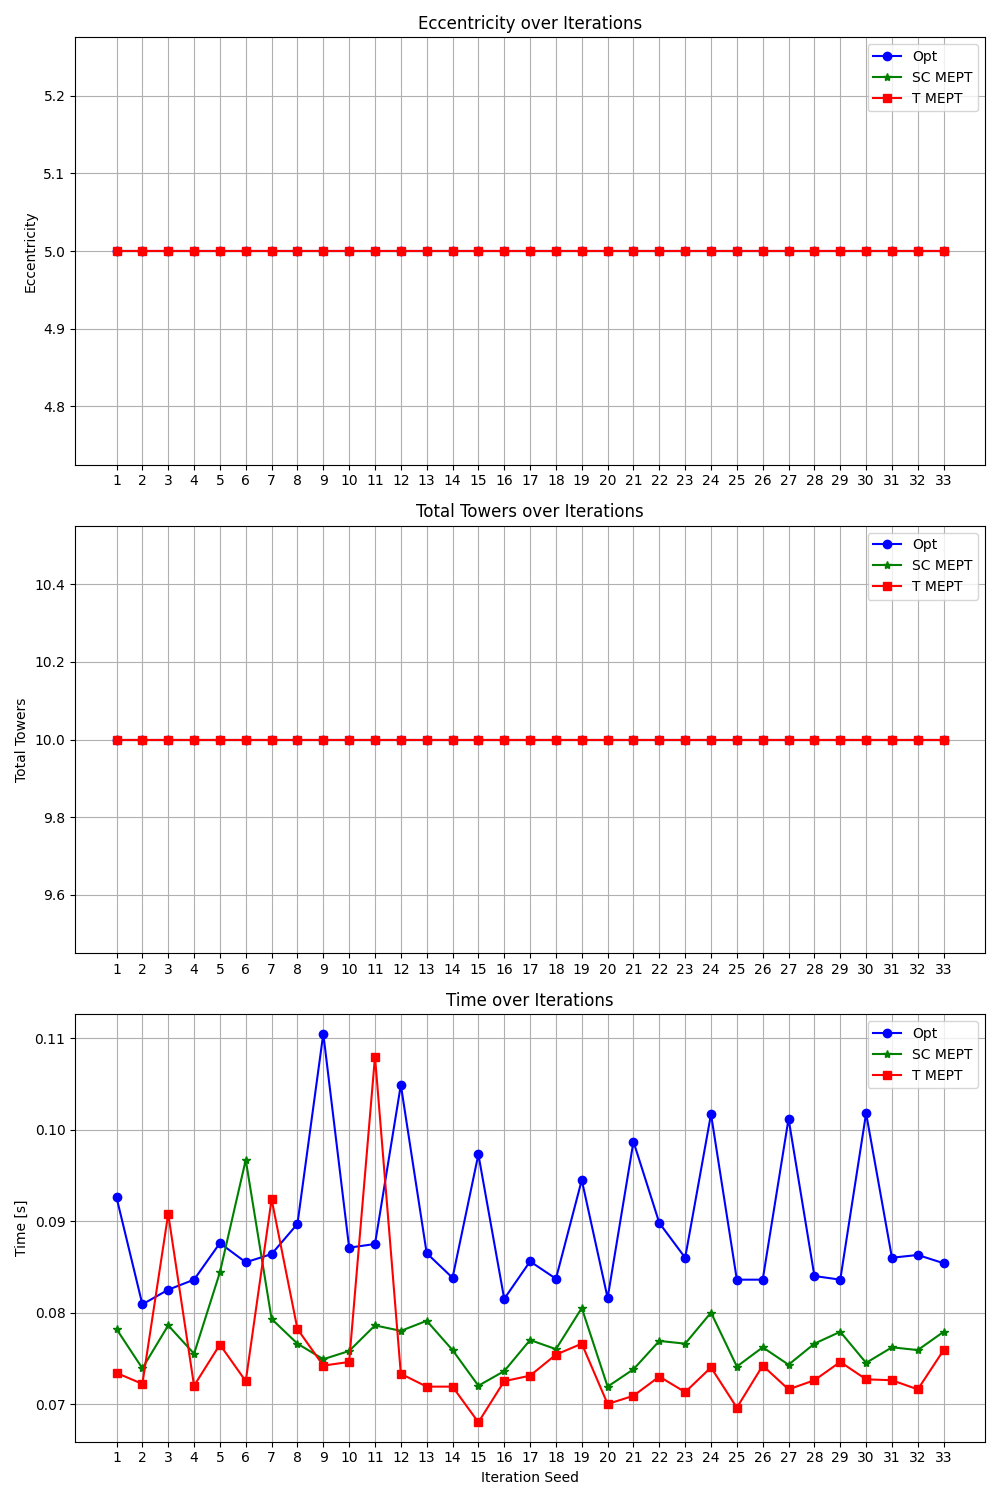 Eccentricity over Iterations
Opt
SC MEPT
T MEPT
Eccentricity
5.2
5.1
5.0
4.9
4.8
1 2 3 4 5 6 7 8 9 10 11 12 13 14 15 16 17 18 19 20 21 22 23 24 25 26 27 28 29 30 31 32 33
Total Towers over Iterations
Opt
SC MEPT
T MEPT
Total Towers
10.4
10.2
10.0
9.8
9.6
1 2 3 4 5 6 7 8 9 10 11 12 13 14 15 16 17 18 19 20 21 22 23 24 25 26 27 28 29 30 31 32 33
Time over Iterations
Opt
SC MEPT
T MEPT
Time [s]
0.11
0.10
0.09
0.08
0.07
1 2 3 4 5 6 7 8 9 10 11 12 13 14 15 16 17 18 19 20 21 22 23 24 25 26 27 28 29 30 31 32 33
Iteration Seed